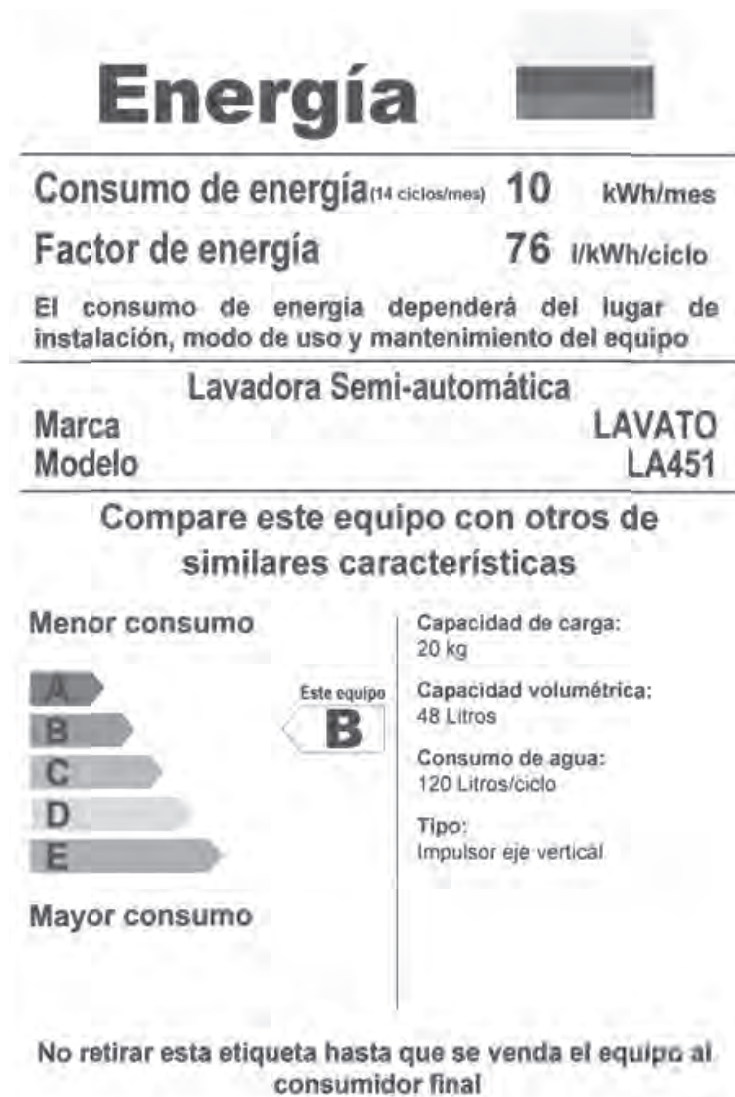 Energía
Consumo de energía(14 ciclos/mes) 10 kWh/mes
Factor de energía 76 l/kWh/ciclo
El consumo de energía dependerá del lugar de
instalación, modo de uso y mantenimiento del equipo
Lavadora Semi-automática
Marca LAVATO
Modelo LA451
Compare este equipo con otros de
similares características
Menor consumo
A
B
C
D
E
Mayor consumo
Este equipo
B
Capacidad de carga:
20 kg
Capacidad volumétrica:
48 Litros
Consumo de agua:
120 Litros/ciclo
Tipo:
Impulsor eje vertical
No retirar esta etiqueta hasta que se venda el equipo al
consumidor final